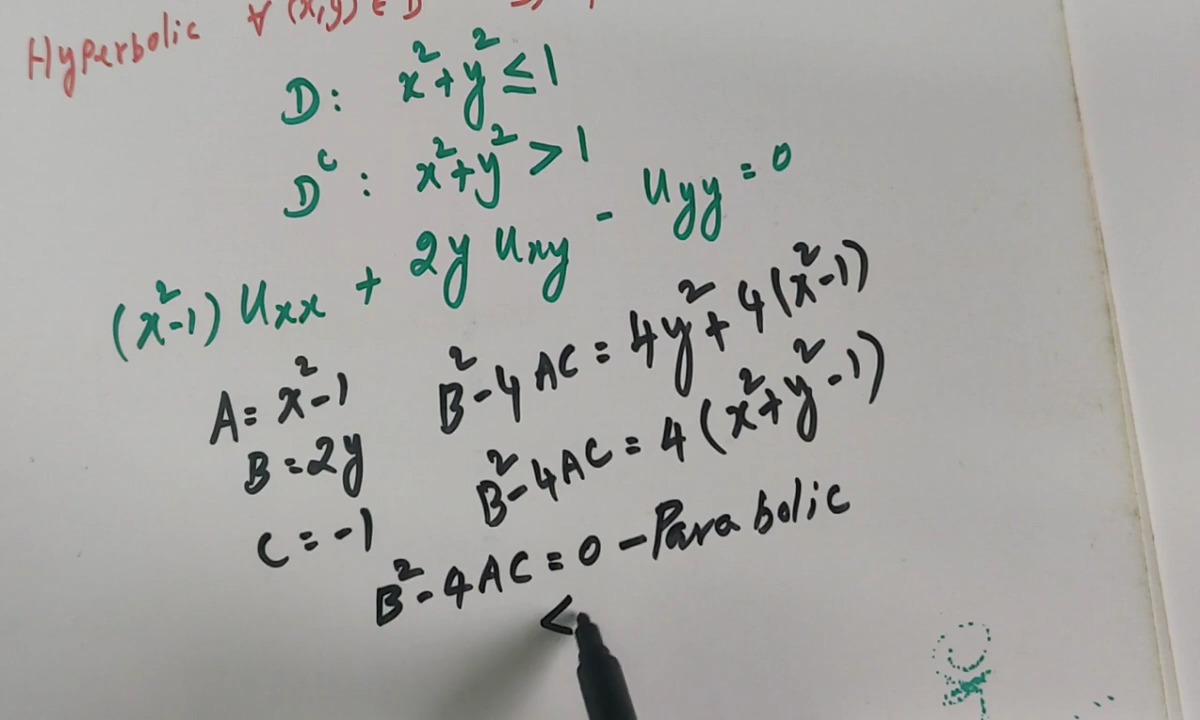 Hyperbolic ∀ (x,y) ∈ D
D: x² + y² ≤ 1
Dᶜ: x² + y² > 1
(x²-1) Uxx + 2y Uxy - Uyy = 0
A = x²-1
B² - 4AC = 4y² + 4(x²-1)
B = 2y
B² - 4AC = 4(x² + y² - 1)
C = -1
B² - 4AC = 0 - Parabolic
<